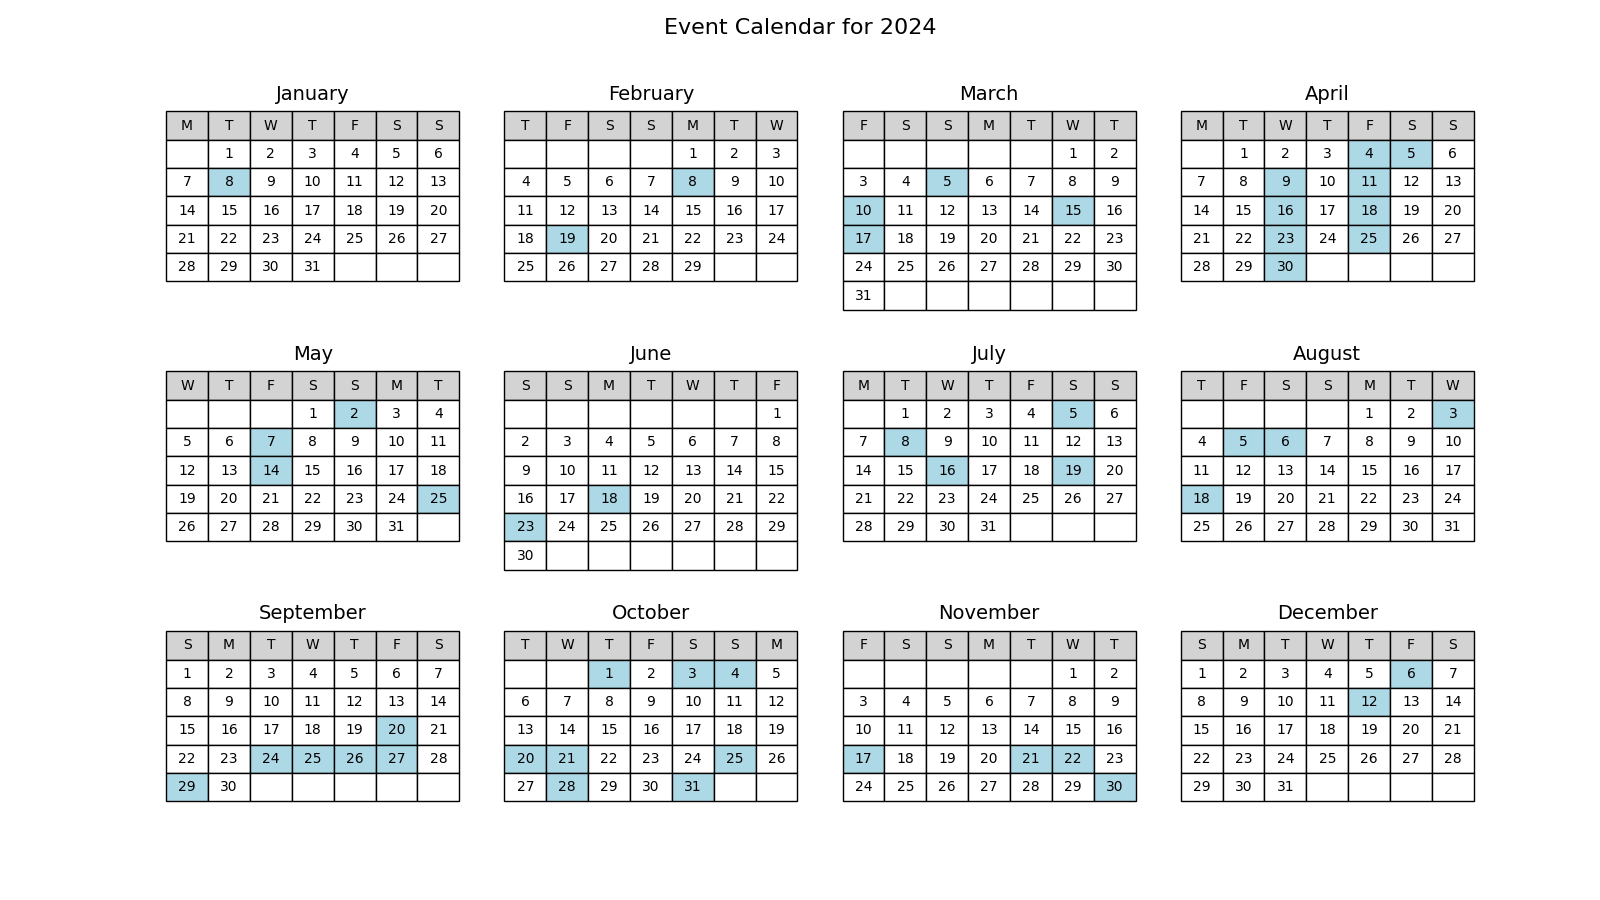 Event Calendar for 2024
January
M T W T F S S
1 2 3 4 5 6
7 8 9 10 11 12 13
14 15 16 17 18 19 20
21 22 23 24 25 26 27
28 29 30 31
February
T F S S M T W
1 2 3
4 5 6 7 8 9 10
11 12 13 14 15 16 17
18 19 20 21 22 23 24
25 26 27 28 29
March
F S S M T W T
1 2
3 4 5 6 7 8 9
10 11 12 13 14 15 16
17 18 19 20 21 22 23
24 25 26 27 28 29 30
31
April
M T W T F S S
1 2 3 4 5 6
7 8 9 10 11 12 13
14 15 16 17 18 19 20
21 22 23 24 25 26 27
28 29 30
May
W T F S S M T
1 2 3 4
5 6 7 8 9 10 11
12 13 14 15 16 17 18
19 20 21 22 23 24 25
26 27 28 29 30 31
June
S S M T W T F
1
2 3 4 5 6 7 8
9 10 11 12 13 14 15
16 17 18 19 20 21 22
23 24 25 26 27 28 29
30
July
M T W T F S S
1 2 3 4 5 6
7 8 9 10 11 12 13
14 15 16 17 18 19 20
21 22 23 24 25 26 27
28 29 30 31
August
T F S S M T W
1 2 3
4 5 6 7 8 9 10
11 12 13 14 15 16 17
18 19 20 21 22 23 24
25 26 27 28 29 30 31
September
S M T W T F S
1 2 3 4 5 6 7
8 9 10 11 12 13 14
15 16 17 18 19 20 21
22 23 24 25 26 27 28
29 30
October
T W T F S S M
1 2 3 4 5
6 7 8 9 10 11 12
13 14 15 16 17 18 19
20 21 22 23 24 25 26
27 28 29 30 31
November
F S S M T W T
1 2
3 4 5 6 7 8 9
10 11 12 13 14 15 16
17 18 19 20 21 22 23
24 25 26 27 28 29 30
December
S M T W T F S
1 2 3 4 5 6 7
8 9 10 11 12 13 14
15 16 17 18 19 20 21
22 23 24 25 26 27 28
29 30 31